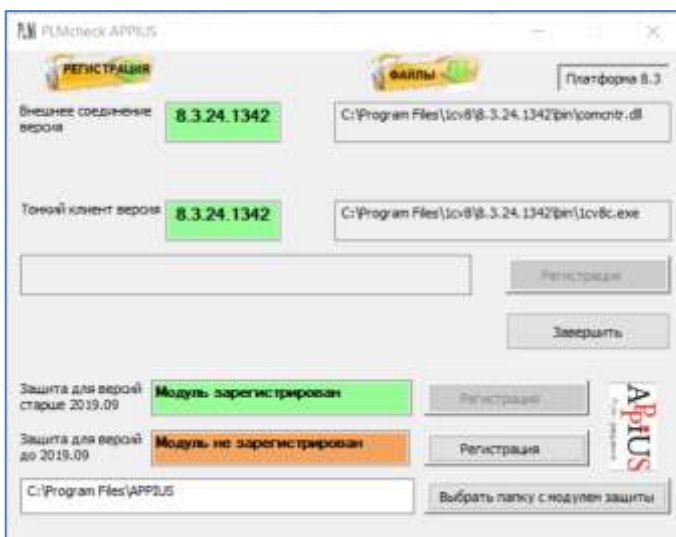 PLMcheck APPIUS
РЕГИСТРАЦИЯ
ФАЙЛЫ
Платформа 8.3
Внешнее соединение версия
8.3.24.1342
C:\Program Files\1cv8\8.3.24.1342\bin\comcntr.dll
Тонкий клиент версия
8.3.24.1342
C:\Program Files\1cv8\8.3.24.1342\bin\1cv8c.exe
Регистрация
Завершить
Защита для версий
старше 2019.09
Модуль зарегистрирован
Регистрация
Защита для версий
до 2019.09
Модуль не зарегистрирован
Регистрация
APPIUS
C:\Program Files\APPIUS
Выбрать папку с модулем защиты